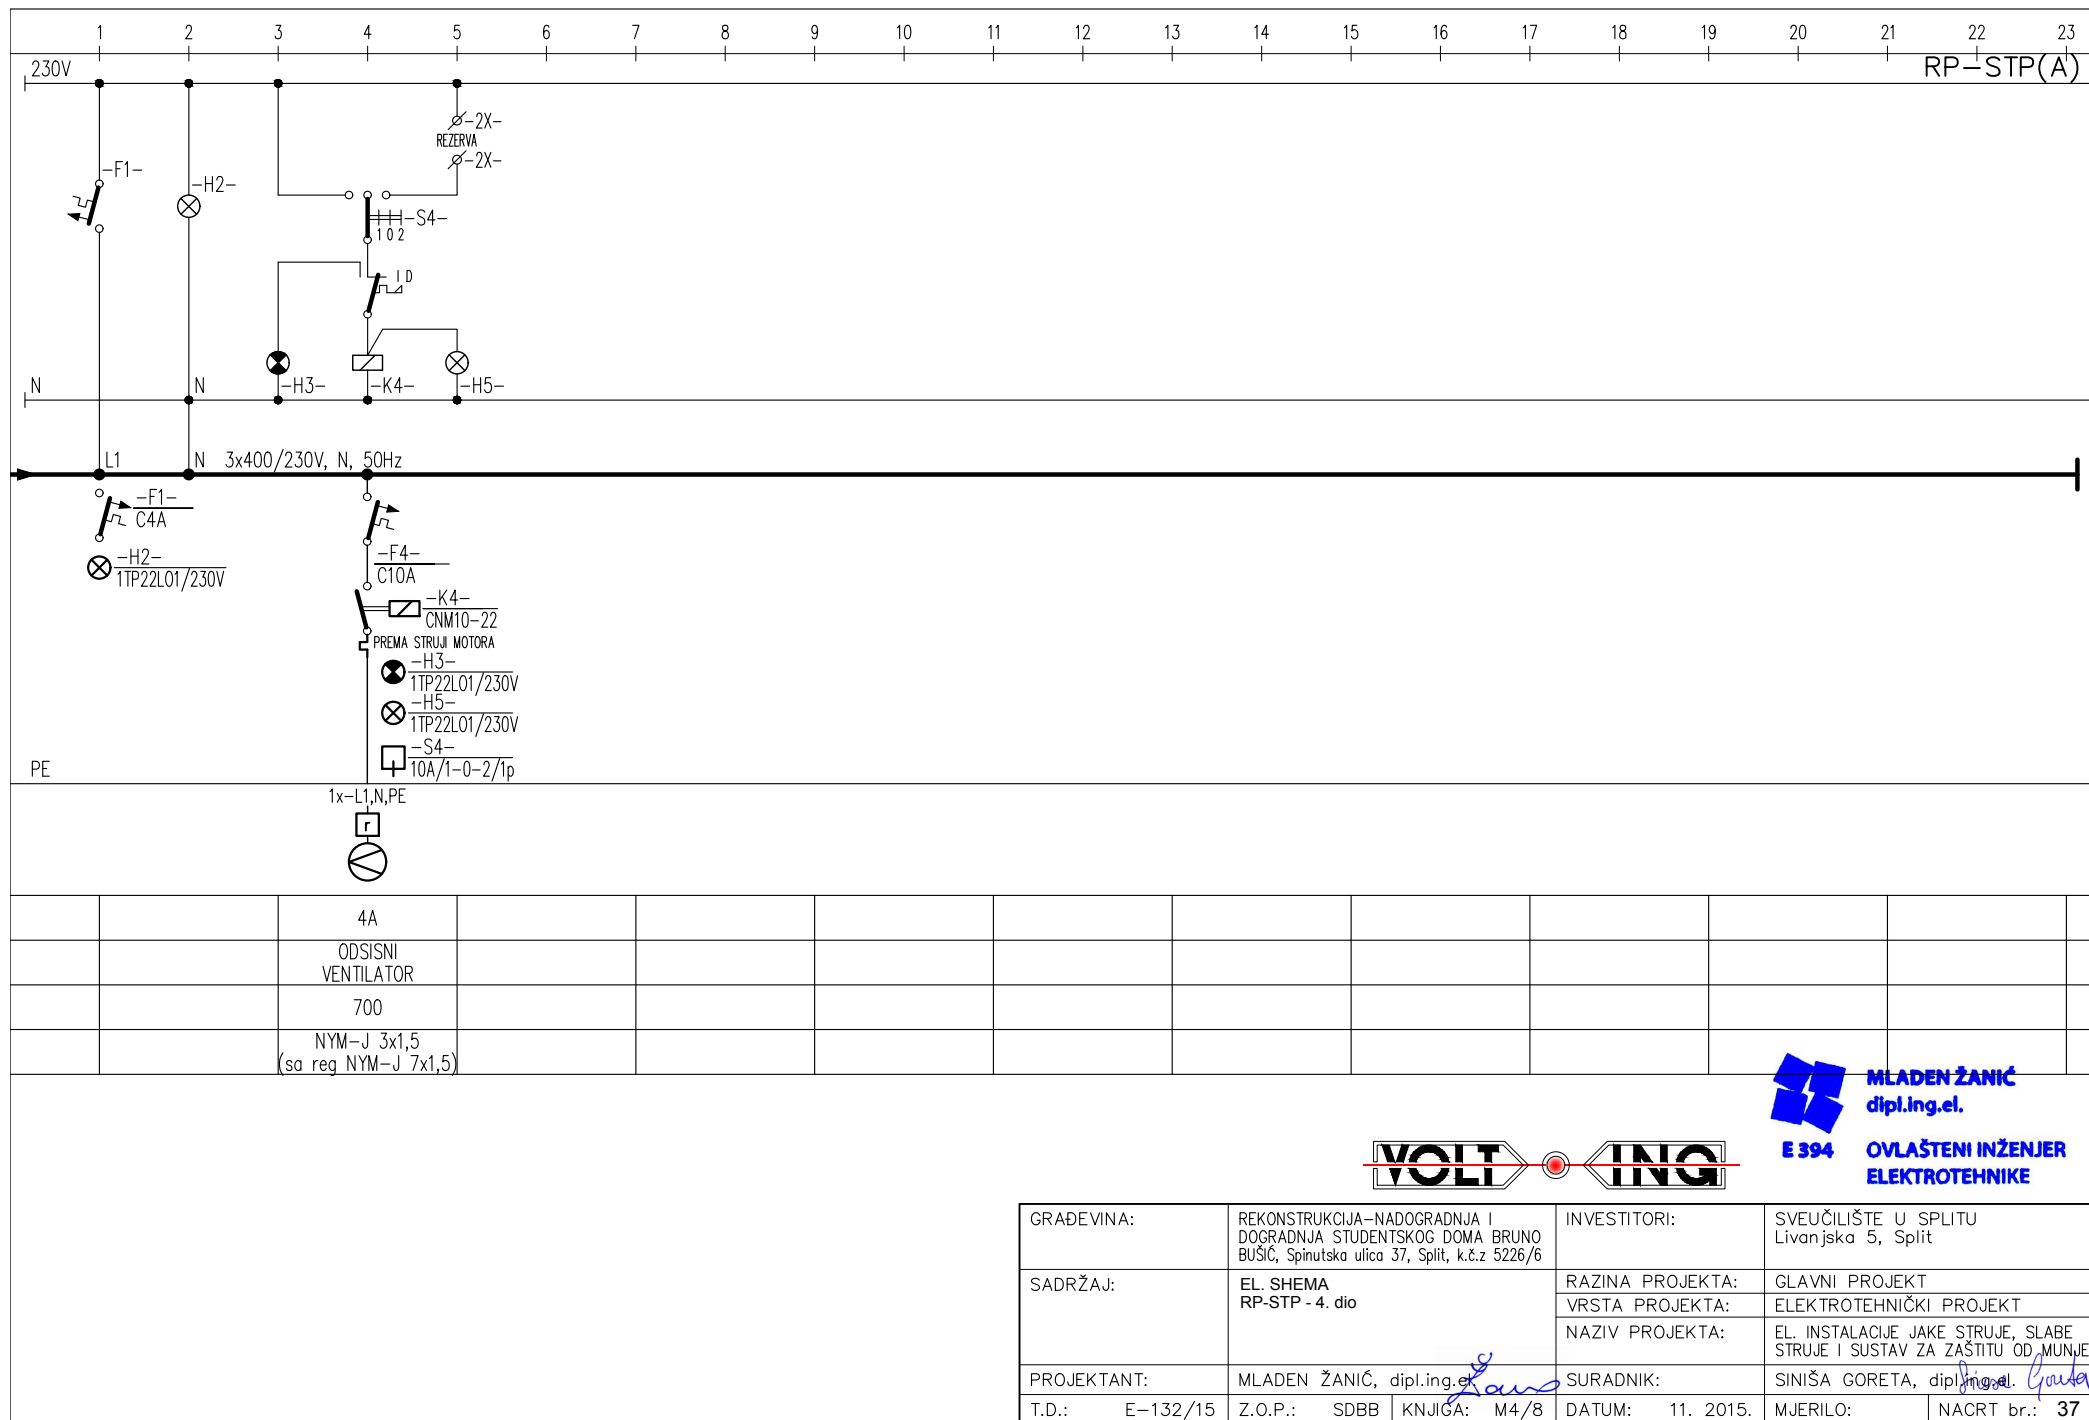 1 2 3 4 5 6 7 8 9 10 11 12 13 14 15 16 17 18 19 20 21 22 23
230V
RP-STP(A)
-2X-
REZERVA
-2X-
-F1-
-H2-
-S4-
1 0 2
I D
N
N
-H3-
-K4-
-H5-
L1
N
3x400/230V, N, 50Hz
-F1-
C4A
-H2-
1TP22L01/230V
-F4-
C10A
-K4-
CNM10-22
PREMA STRUJI MOTORA
-H3-
1TP22L01/230V
-H5-
1TP22L01/230V
-S4-
10A/1-0-2/1p
PE
1x-L1,N,PE
r
4A
ODSISNI
VENTILATOR
700
NYM-J 3x1,5
(sa reg NYM-J 7x1,5)
MLADEN ŽANIĆ
dipl.ing.el.
E 394 OVLAŠTENI INŽENJER
ELEKTROTEHNIKE
VOLT ING
GRAĐEVINA:
REKONSTRUKCIJA-NADOGRADNJA I
DOGRADNJA STUDENTSKOG DOMA BRUNO
BUŠIĆ, Spinutska ulica 37, Split, k.č.z 5226/6
INVESTITORI:
SVEUČILIŠTE U SPLITU
Livanjska 5, Split
SADRŽAJ:
EL. SHEMA
RP-STP - 4. dio
RAZINA PROJEKTA: GLAVNI PROJEKT
VRSTA PROJEKTA: ELEKTROTEHNIČKI PROJEKT
NAZIV PROJEKTA:
EL. INSTALACIJE JAKE STRUJE, SLABE
STRUJE I SUSTAV ZA ZAŠTITU OD MUNJE
PROJEKTANT: MLADEN ŽANIĆ, dipl.ing.el.
SURADNIK: SINIŠA GORETA, dipl.ing.el.
T.D.: E-132/15 Z.O.P.: SDBB KNJIGA: M4/8 DATUM: 11. 2015. MJERILO: NACRT br.: 37